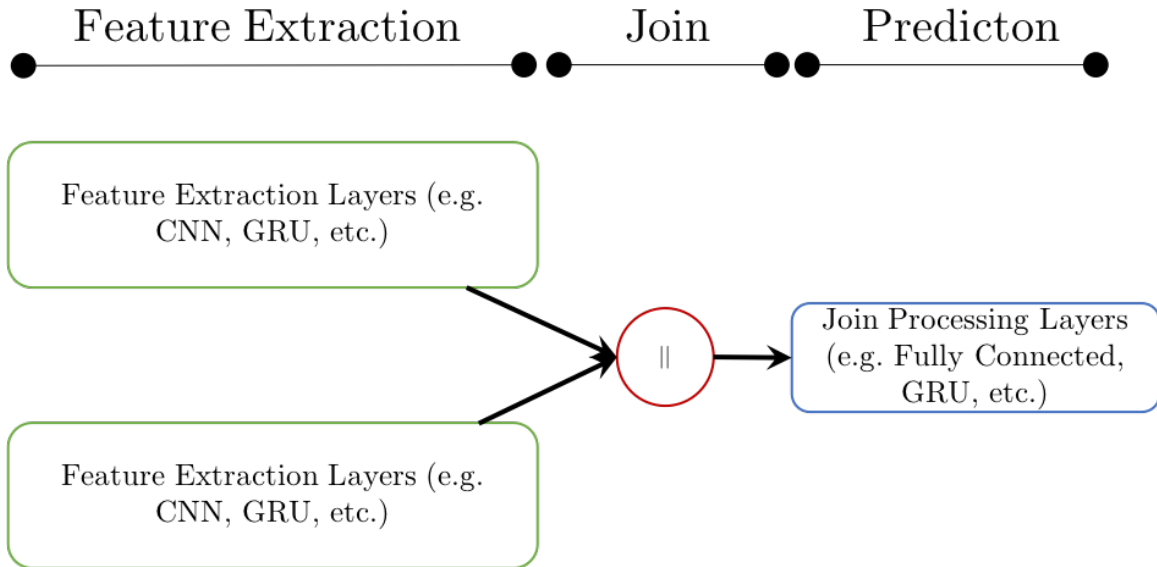 Feature Extraction
Join
Predicton
Feature Extraction Layers (e.g.
CNN, GRU, etc.)
||
Join Processing Layers
(e.g. Fully Connected,
GRU, etc.)
Feature Extraction Layers (e.g.
CNN, GRU, etc.)